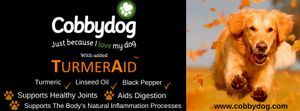 Cobbydog
Just because I love my dog
With added
TURMERAID
Turmeric ✓ Linseed Oil ✓ Black Pepper ✓
Supports Healthy Joints ✓ Aids Digestion
Supports The Body's Natural Inflammation Processes
www.cobbydog.com